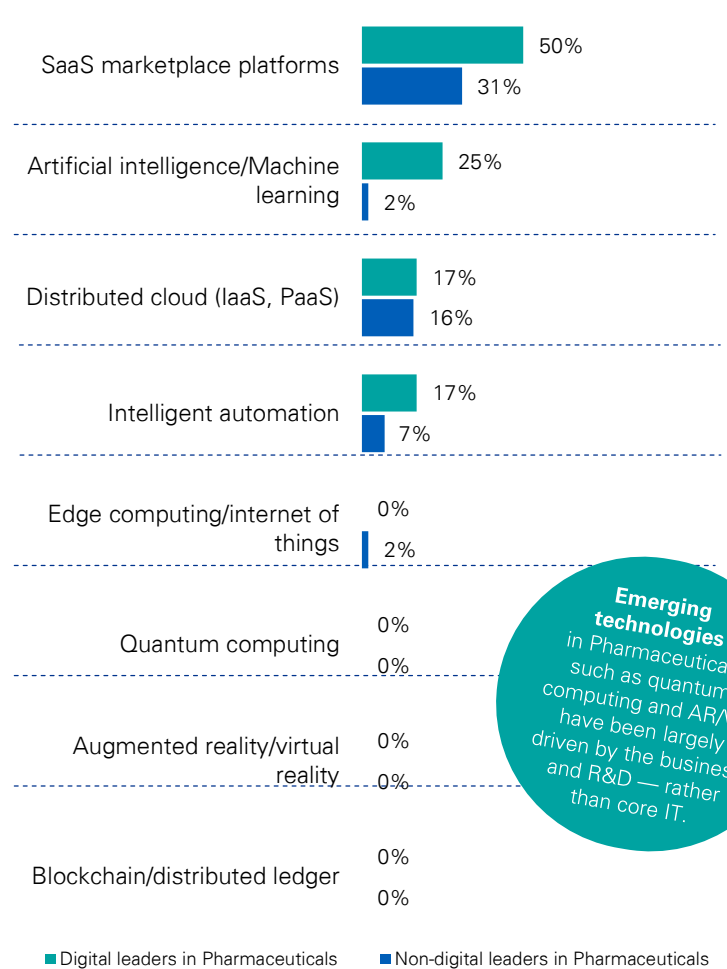 SaaS marketplace platforms
50%
31%
Artificial intelligence/Machine
learning
25%
2%
Distributed cloud (IaaS, PaaS)
17%
16%
Intelligent automation
17%
7%
Edge computing/internet of
things
0%
2%
Quantum computing
0%
0%
Augmented reality/virtual
reality
0%
0%
Blockchain/distributed ledger
0%
0%
Emerging
technologies
in
such as quantum
computing and
have been largely
driven by the
and R&D — rather
than core IT.
Digital leaders in Pharmaceuticals
Non-digital leaders in Pharmaceuticals